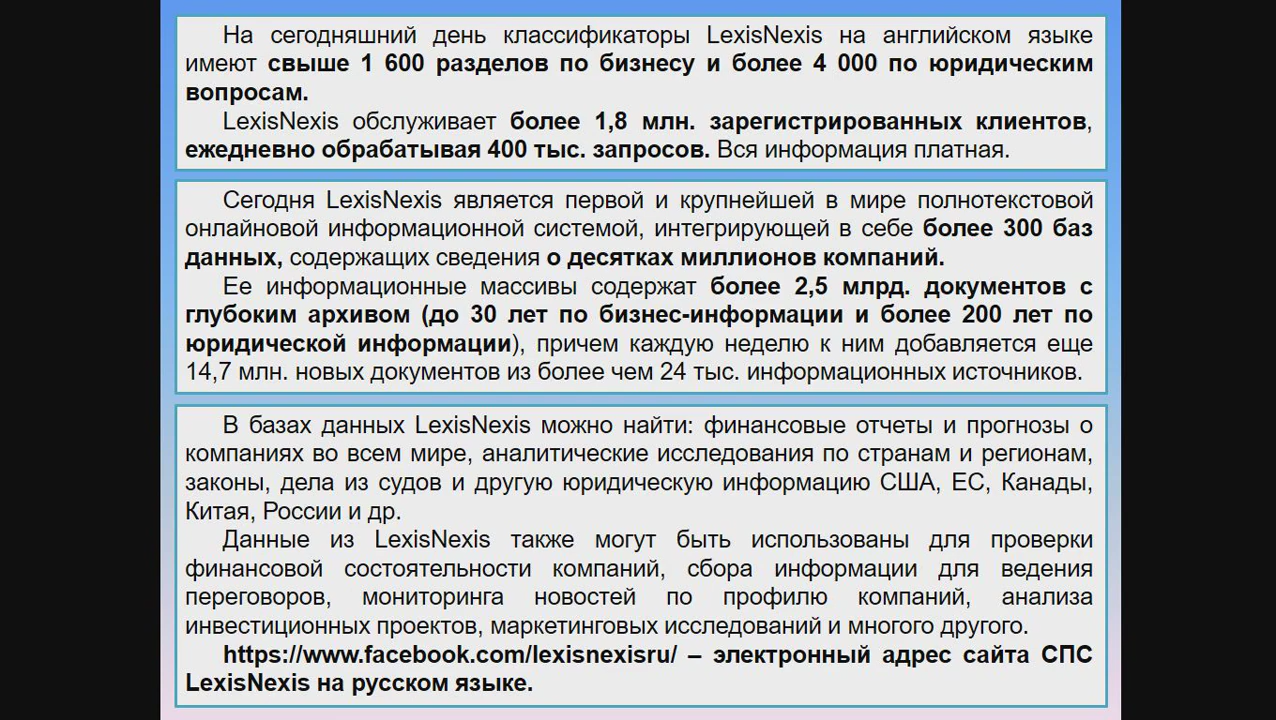 На сегодняшний день классификаторы LexisNexis на английском языке
имеют свыше 1 600 разделов по бизнесу и более 4 000 по юридическим
вопросам.
LexisNexis обслуживает более 1,8 млн. зарегистрированных клиентов,
ежедневно обрабатывая 400 тыс. запросов. Вся информация платная.
Сегодня LexisNexis является первой и крупнейшей в мире полнотекстовой
онлайновой информационной системой, интегрирующей в себе более 300 баз
данных, содержащих сведения о десятках миллионов компаний.
Ее информационные массивы содержат более 2,5 млрд. документов с
глубоким архивом (до 30 лет по бизнес-информации и более 200 лет по
юридической информации), причем каждую неделю к ним добавляется еще
14,7 млн. новых документов из более чем 24 тыс. информационных источников.
В базах данных LexisNexis можно найти: финансовые отчеты и прогнозы о
компаниях во всем мире, аналитические исследования по странам и регионам,
законы, дела из судов и другую юридическую информацию США, ЕС, Канады,
Китая, России и др.
Данные из LexisNexis также могут быть использованы для проверки
финансовой состоятельности компаний, сбора информации для ведения
переговоров, мониторинга новостей по профилю компаний, анализа
инвестиционных проектов, маркетинговых исследований и много другого.
https://www.facebook.com/lexisnexisru/ – электронный адрес сайта СПС
LexisNexis на русском языке.